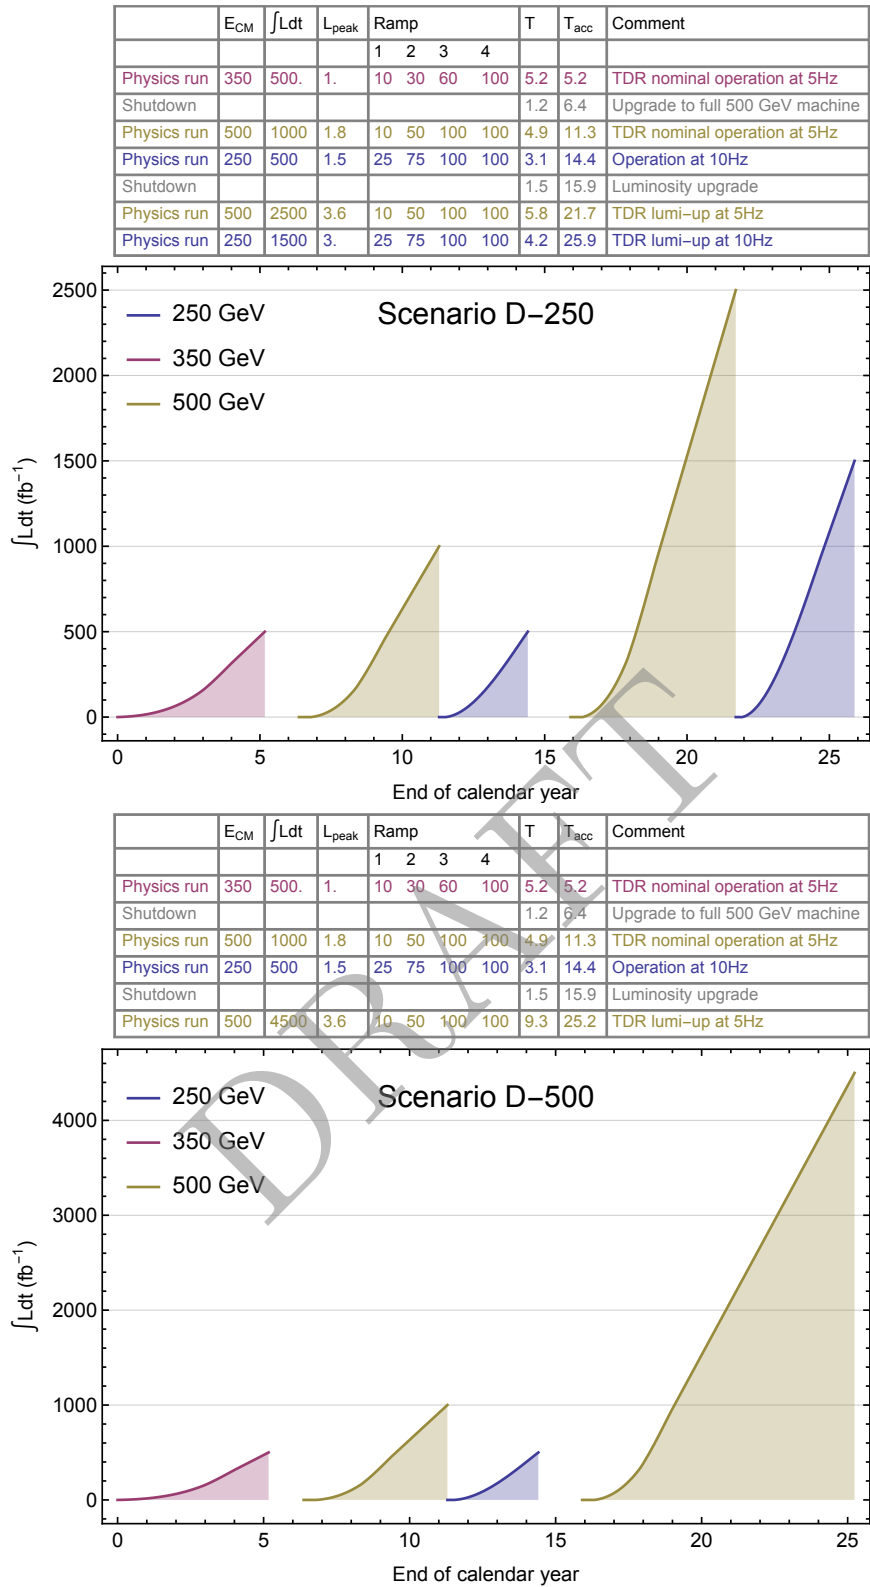 E_CM ∫Ldt L_peak Ramp T T_acc Comment
1 2 3 4
Physics run 350 500. 1. 10 30 60 100 5.2 5.2 TDR nominal operation at 5Hz
Shutdown 1.2 6.4 Upgrade to full 500 GeV machine
Physics run 500 1000 1.8 10 50 100 100 4.9 11.3 TDR nominal operation at 5Hz
Physics run 250 500 1.5 25 75 100 100 3.1 14.4 Operation at 10Hz
Shutdown 1.5 15.9 Luminosity upgrade
Physics run 500 2500 3.6 10 50 100 100 5.8 21.7 TDR lumi−up at 5Hz
Physics run 250 1500 3. 25 75 100 100 4.2 25.9 TDR lumi−up at 10Hz
Scenario D−250
250 GeV
350 GeV
500 GeV
2500
2000
1500
1000
500
0
∫Ldt (fb⁻¹)
0 5 10 15 20 25
End of calendar year
E_CM ∫Ldt L_peak Ramp T T_acc Comment
1 2 3 4
Physics run 350 500. 1. 10 30 60 100 5.2 5.2 TDR nominal operation at 5Hz
Shutdown 1.2 6.4 Upgrade to full 500 GeV machine
Physics run 500 1000 1.8 10 50 100 100 4.9 11.3 TDR nominal operation at 5Hz
Physics run 250 500 1.5 25 75 100 100 3.1 14.4 Operation at 10Hz
Shutdown 1.5 15.9 Luminosity upgrade
Physics run 500 4500 3.6 10 50 100 100 9.3 25.2 TDR lumi−up at 5Hz
Scenario D−500
250 GeV
350 GeV
500 GeV
4000
3000
2000
1000
0
∫Ldt (fb⁻¹)
0 5 10 15 20 25
End of calendar year
DRAFT